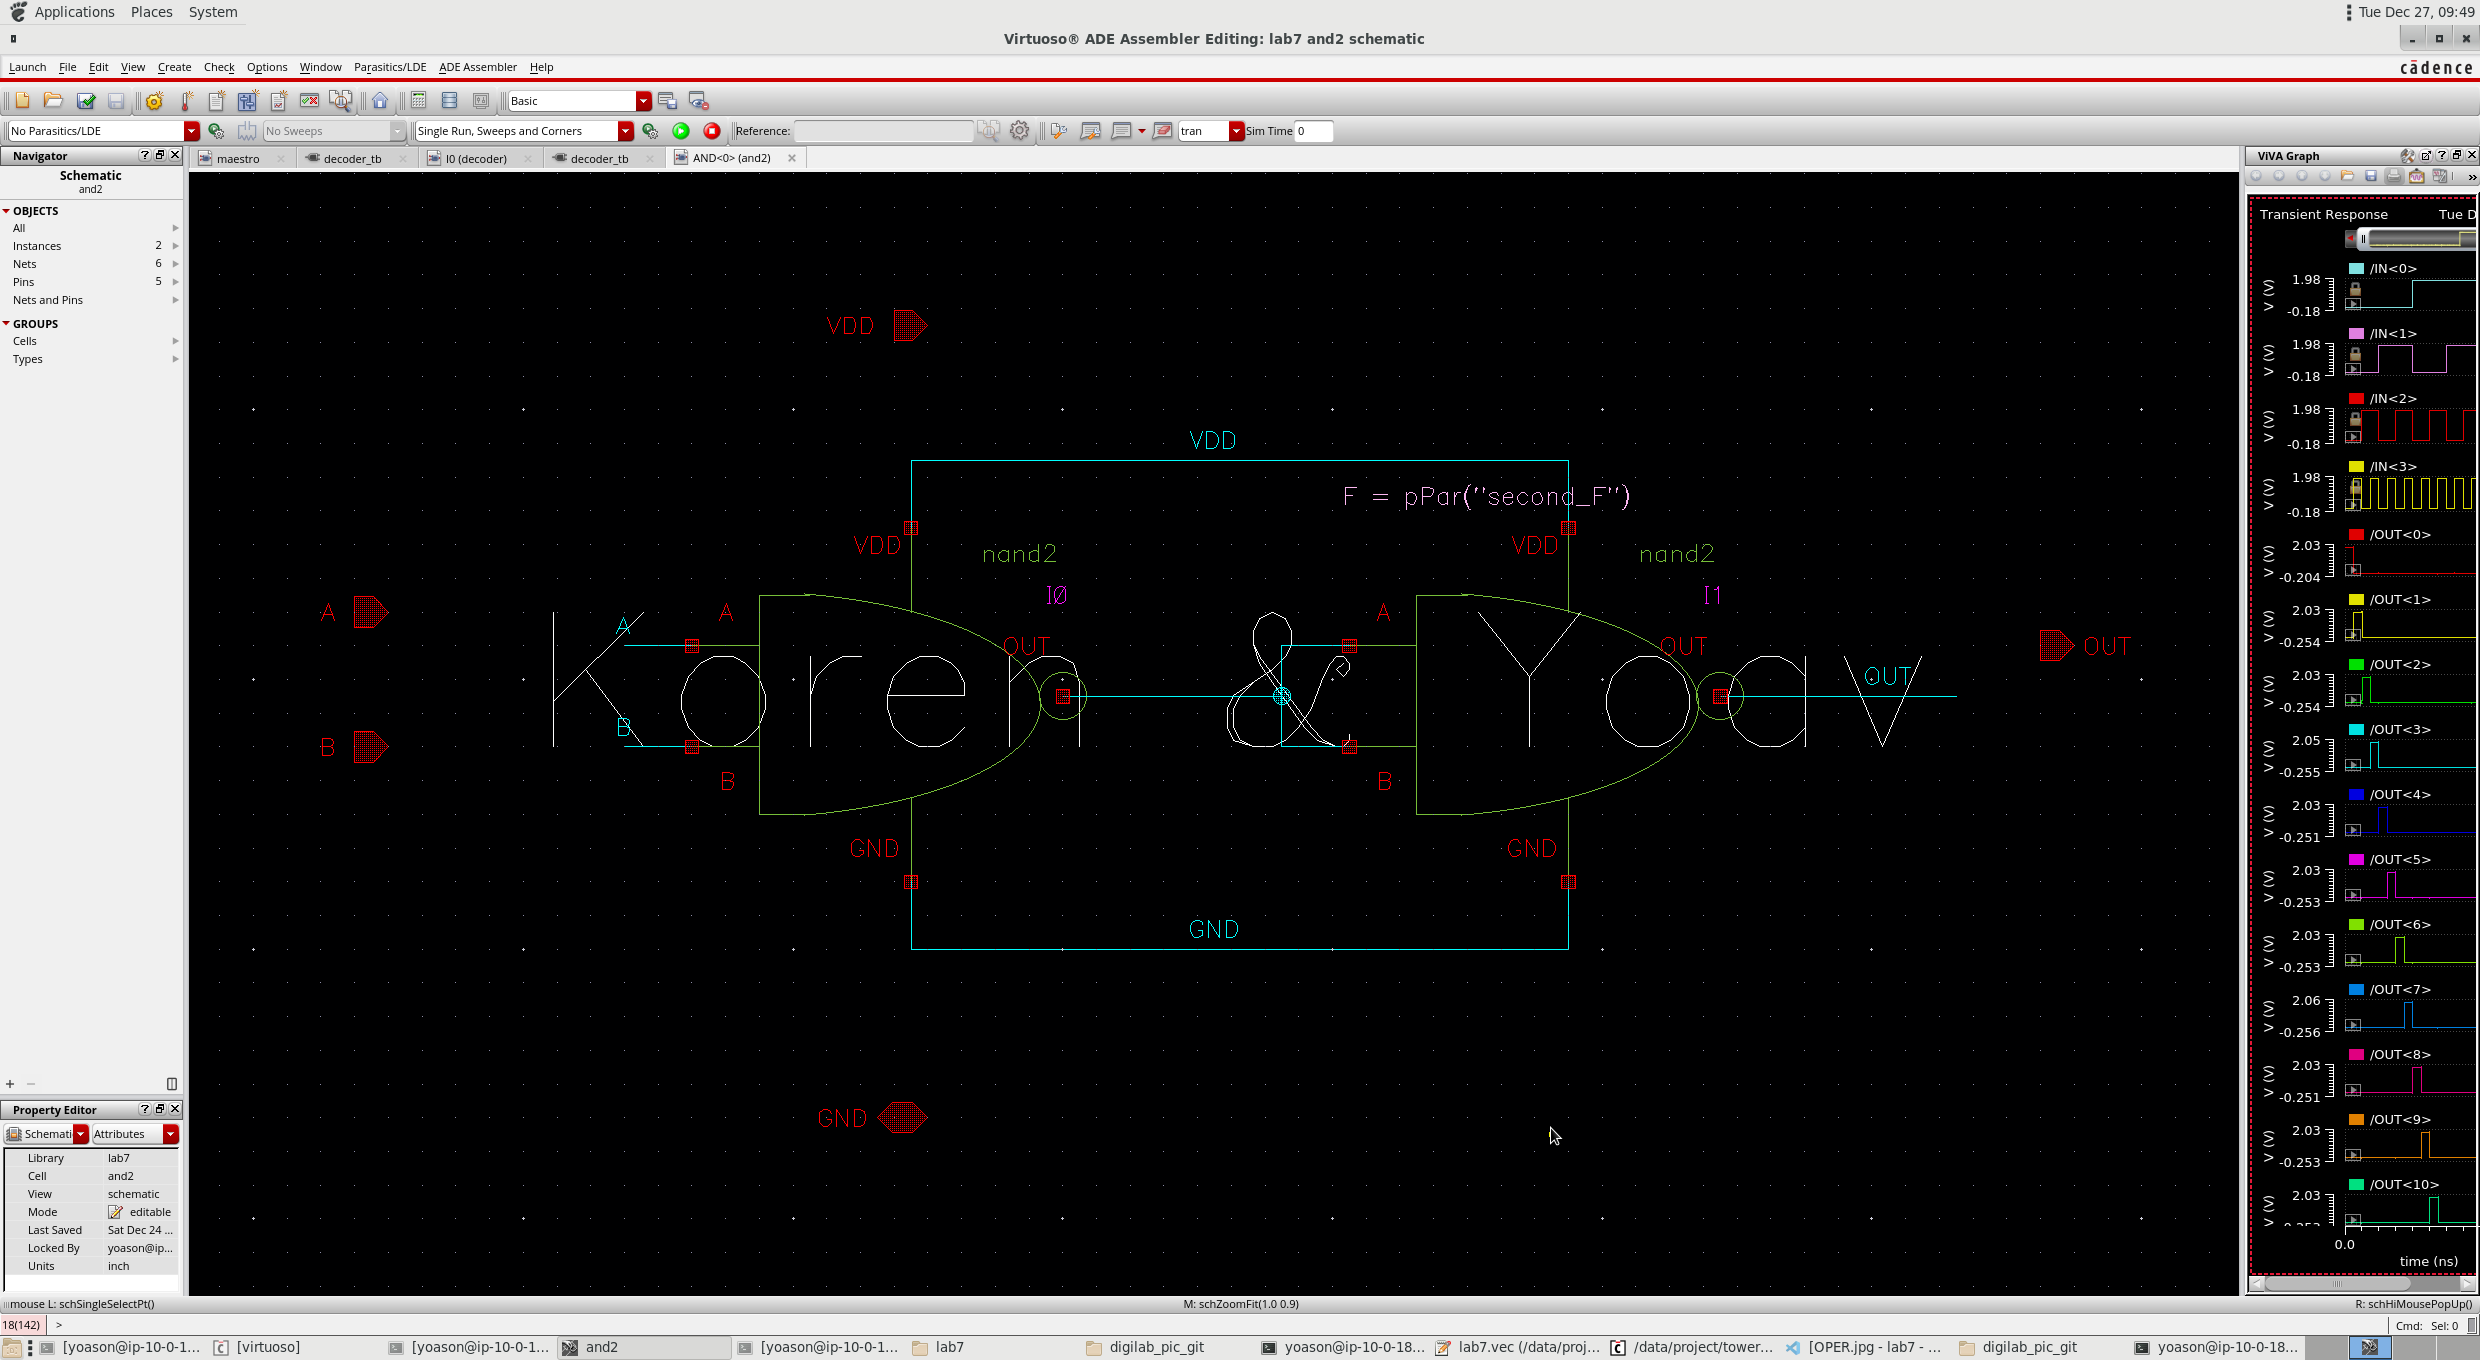 Applications Places System
Tue Dec 27, 09:49
Virtuoso® ADE Assembler Editing: lab7 and2 schematic
Launch File Edit View Create Check Options Window Parasitics/LDE ADE Assembler Help
cādence
Basic
No Parasitics/LDE No Sweeps Single Run, Sweeps and Corners Reference: tran Sim Time 0
Navigator
maestro decoder_tb I0 (decoder) decoder_tb AND<0> (and2)
Schematic
and2
OBJECTS
All
Instances 2
Nets 6
Pins 5
Nets and Pins
GROUPS
Cells
Types
VDD
VDD
F = pPar("second_F")
VDD VDD
nand2 nand2
I0 I1
A A A A
OUT OUT OUT OUT
Koren & Yoav
B B
B B
GND GND
GND
GND
Property Editor
Schemati Attributes
Library lab7
Cell and2
View schematic
Mode editable
Last Saved Sat Dec 24 ...
Locked By yoason@ip...
Units inch
ViVA Graph
Transient Response Tue D
/IN<0>
1.98
V (V)
-0.18
/IN<1>
1.98
V (V)
-0.18
/IN<2>
1.98
V (V)
-0.18
/IN<3>
1.98
V (V)
-0.18
/OUT<0>
2.03
V (V)
-0.204
/OUT<1>
2.03
V (V)
-0.254
/OUT<2>
2.03
V (V)
-0.254
/OUT<3>
2.05
V (V)
-0.255
/OUT<4>
2.03
V (V)
-0.251
/OUT<5>
2.03
V (V)
-0.253
/OUT<6>
2.03
V (V)
-0.253
/OUT<7>
2.06
V (V)
-0.256
/OUT<8>
2.03
V (V)
-0.251
/OUT<9>
2.03
V (V)
-0.253
/OUT<10>
2.03
V (V)
0.0
time (ns)
mouse L: schSingleSelectPt() M: schZoomFit(1.0 0.9) R: schHiMousePopUp()
18(142) >
Cmd: Sel: 0
[yoason@ip-10-0-1... [virtuoso] [yoason@ip-10-0-1... and2 [yoason@ip-10-0-1... lab7 digilab_pic_git yoason@ip-10-0-18... lab7.vec (/data/proj... /data/project/tower... [OPER.jpg - lab7 - ... digilab_pic_git yoason@ip-10-0-18...